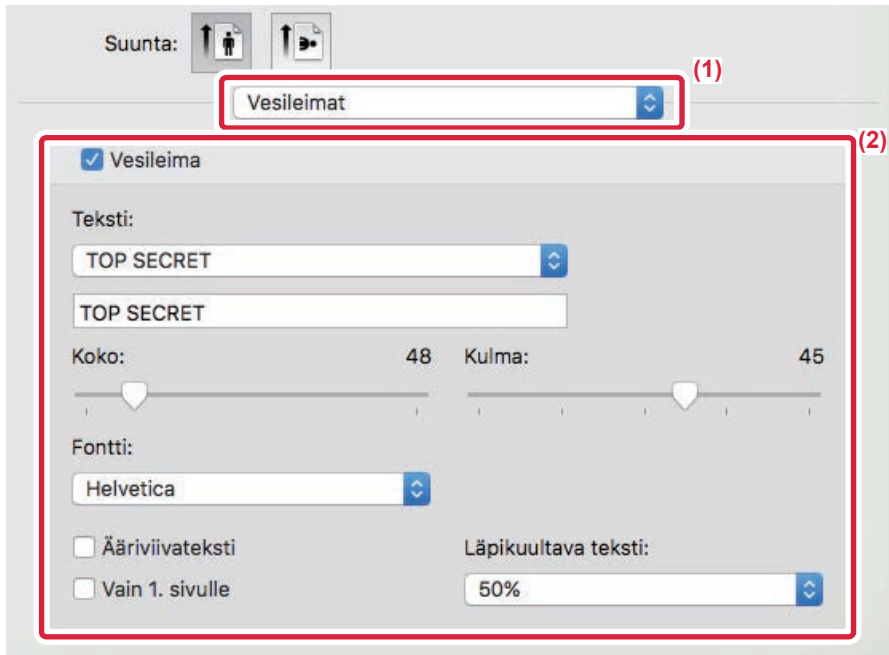 Suunta:
(1)
Vesileimat
(2)
Vesileima
Teksti:
TOP SECRET
TOP SECRET
Koko: 48 Kulma: 45
Fontti:
Helvetica
Ääriviivateksti Läpikuultava teksti:
Vain 1. sivulle 50%